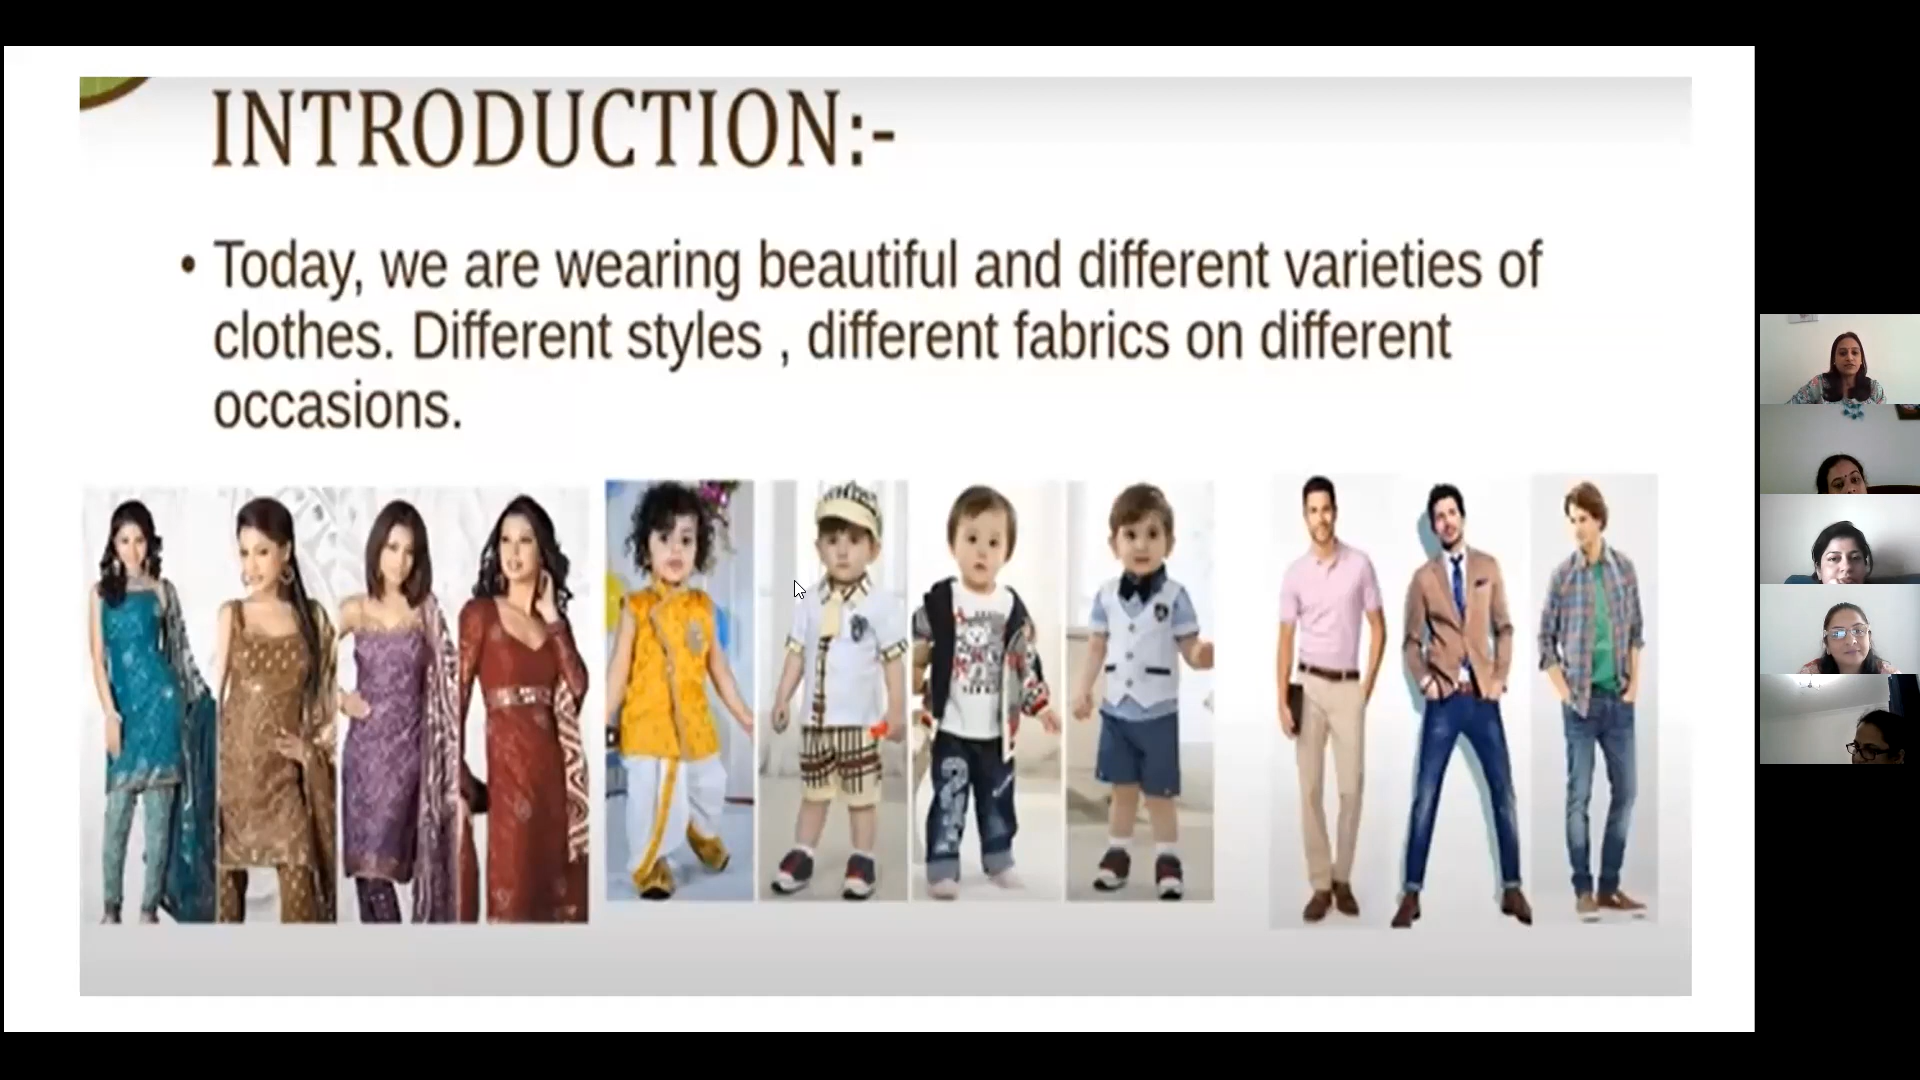 INTRODUCTION:-
• Today, we are wearing beautiful and different varieties of
clothes. Different styles , different fabrics on different
occasions.